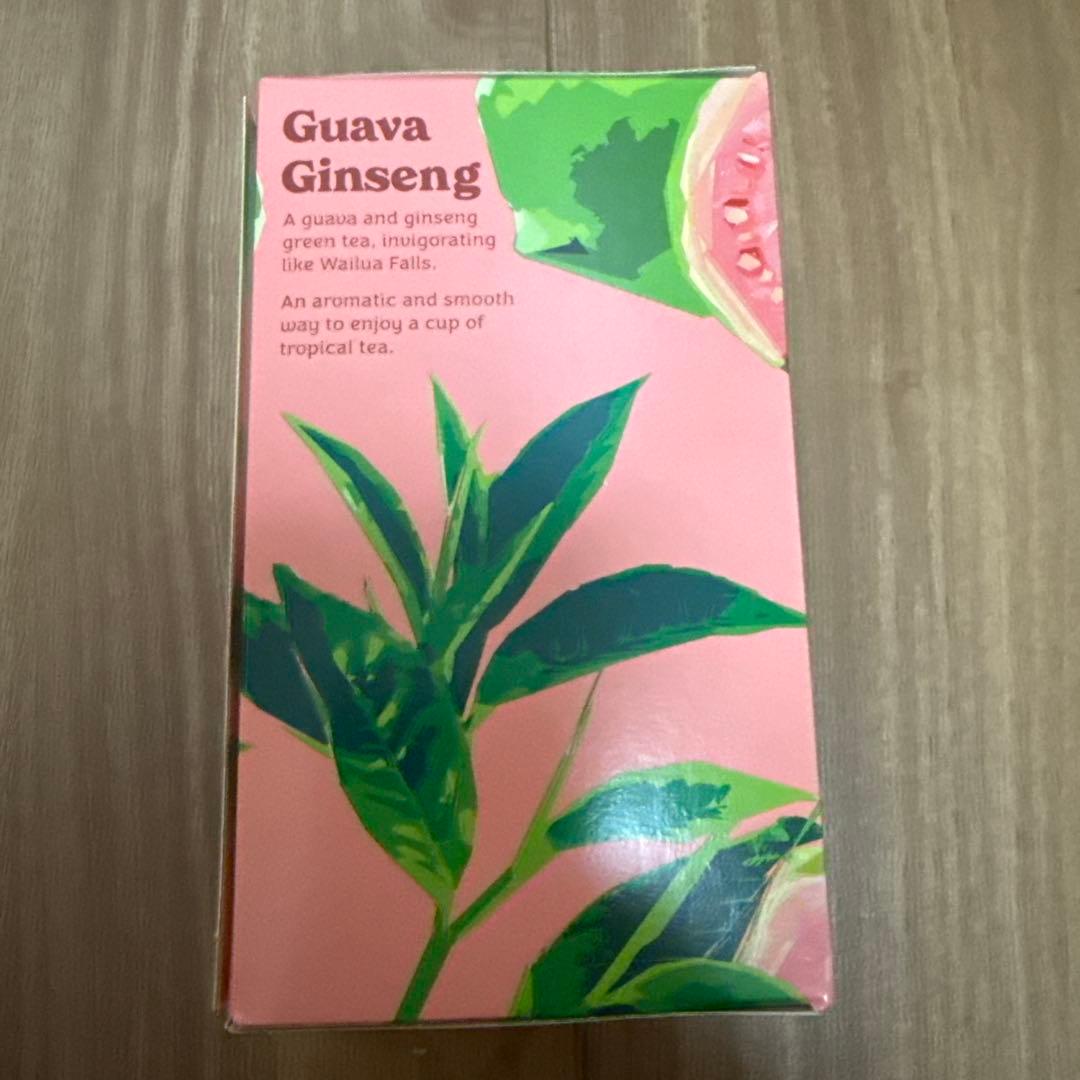 Guava
Ginseng
A guava and ginseng
green tea, invigorating
like Wailua Falls.
An aromatic and smooth
way to enjoy a cup of
tropical tea.